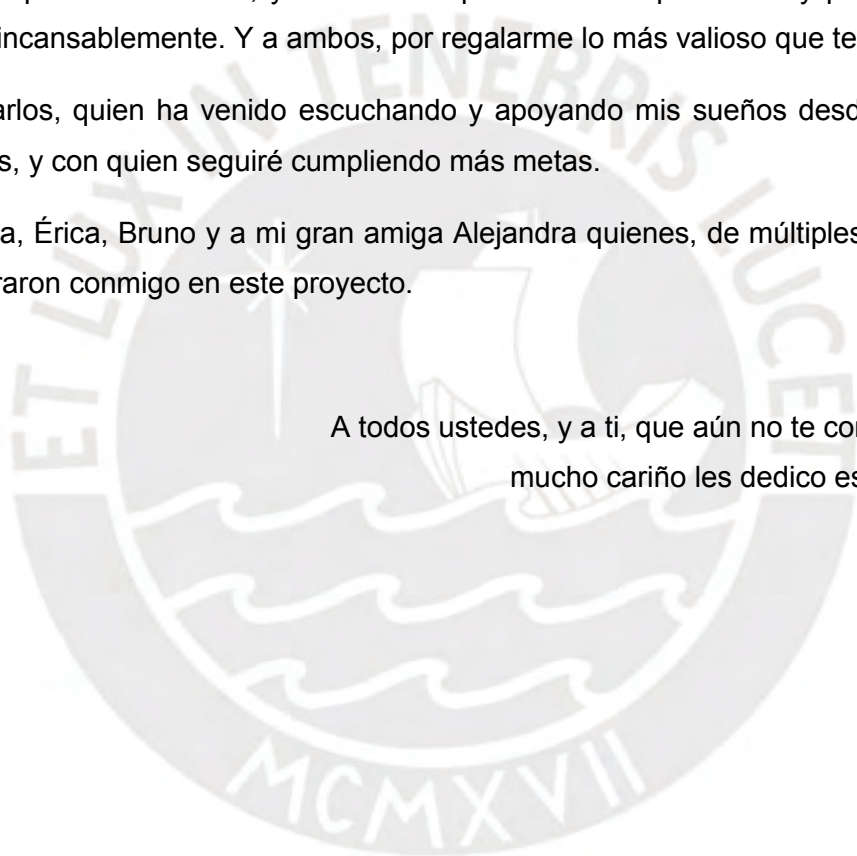 incansablemente. Y a ambos, por regalarme lo más valioso que te
arlos, quien ha venido escuchando y apoyando mis sueños desd
s, y con quien seguiré cumpliendo más metas.
a, Érica, Bruno y a mi gran amiga Alejandra quienes, de múltiples
raron conmigo en este proyecto.
A todos ustedes, y a ti, que aún no te co
mucho cariño les dedico es
ET LUX IN TENEBRIS LUCET
MCMXVII